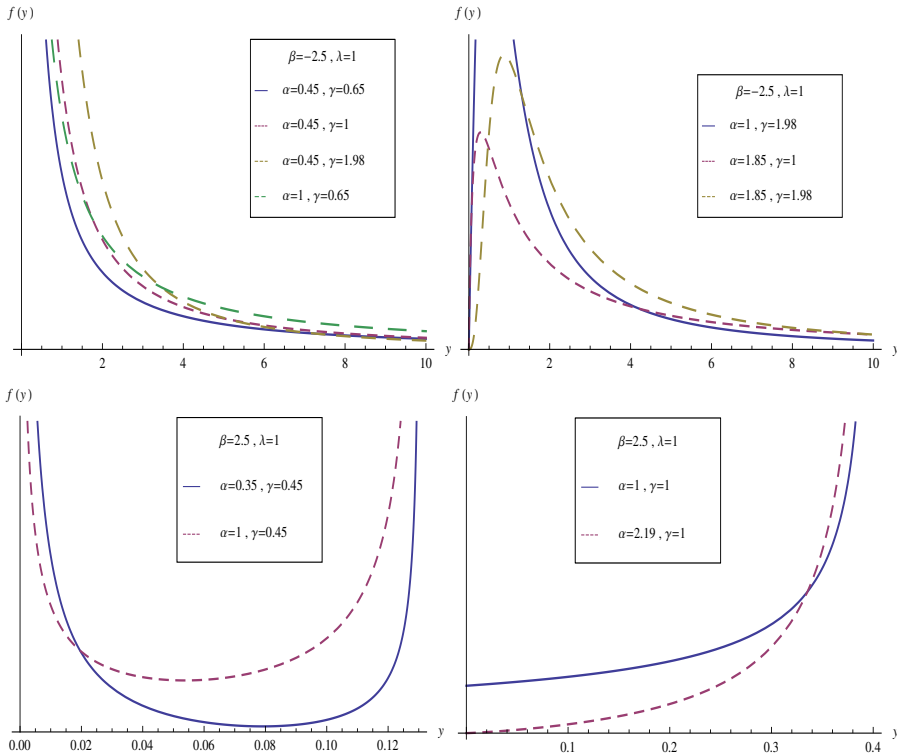 f (y)
β=−2.5 , λ=1
α=0.45 , γ=0.65
α=0.45 , γ=1
α=0.45 , γ=1.98
α=1 , γ=0.65
2 4 6 8 10
y
f (y)
β=−2.5 , λ=1
α=1 , γ=1.98
α=1.85 , γ=1
α=1.85 , γ=1.98
2 4 6 8 10
y
f (y)
β=2.5 , λ=1
α=0.35 , γ=0.45
α=1 , γ=0.45
0.00 0.02 0.04 0.06 0.08 0.10 0.12
y
f (y)
β=2.5 , λ=1
α=1 , γ=1
α=2.19 , γ=1
0.1 0.2 0.3 0.4
y